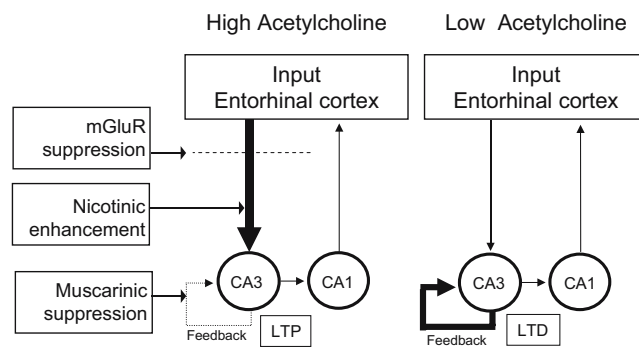 High Acetylcholine
Low Acetylcholine
Input
Entorhinal cortex
Input
Entorhinal cortex
mGluR
suppression
Nicotinic
enhancement
Muscarinic
suppression
CA3
CA1
Feedback
LTP
CA3
CA1
Feedback
LTD